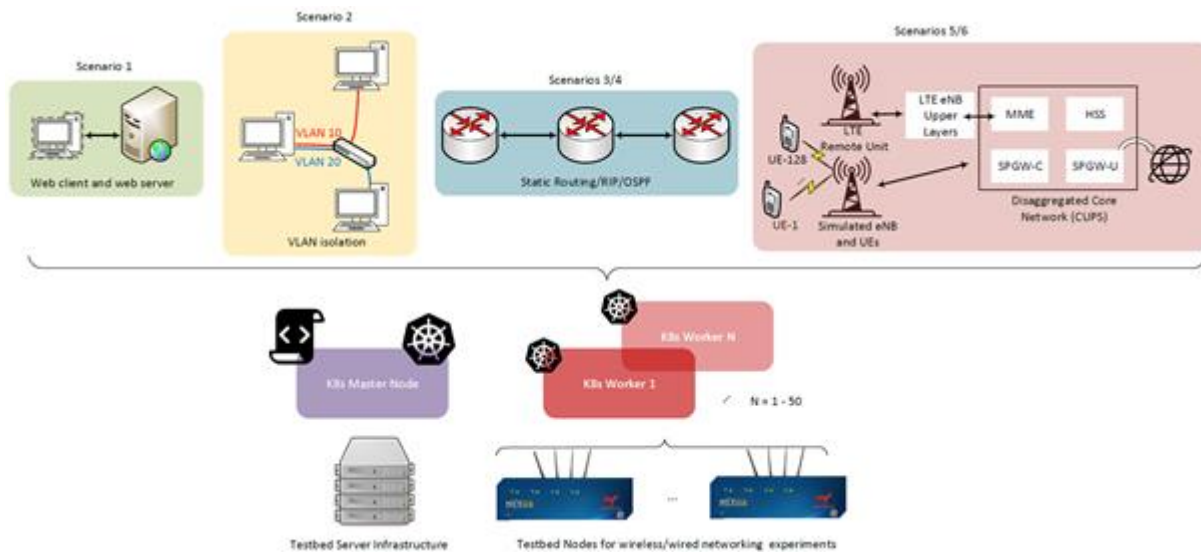 Scenario 1
Web client and web server
Scenario 2
VLAN 10
VLAN 20
VLAN isolation
Scenarios 3/4
Static Routing/RIP/OSPF
Scenarios 5/6
UE-128
UE-1
LTE
Remote Unit
Simulated eNB
and UEs
LTE eNB
Upper
Layers
MME
HSS
SPGW-C
SPGW-U
Disaggregated Core
Network (CUPS)
K8s Master Node
K8s Worker N
K8s Worker 1
N = 1 - 50
...
Testbed Server Infrastructure
Testbed Nodes for wireless/wired networking experiments